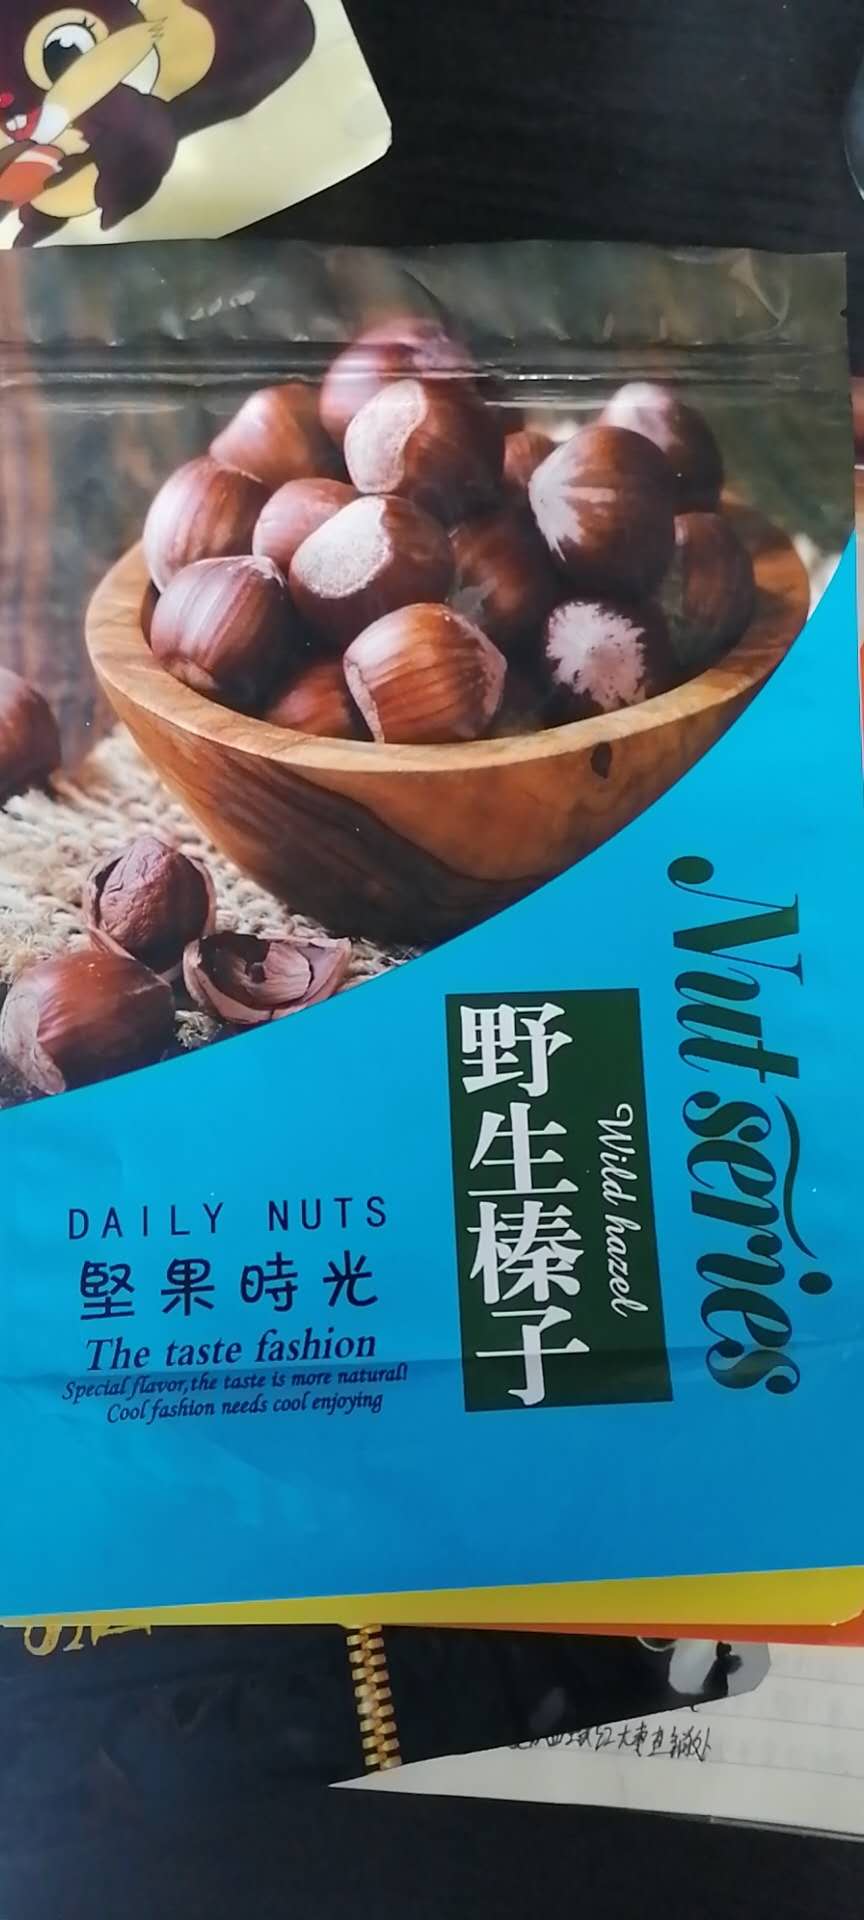 Nut series
野生榛子
Wild hazel
DAILY NUTS
堅果時光
The taste fashion
Special flavor,the taste is more natural!
Cool fashion needs cool enjoying